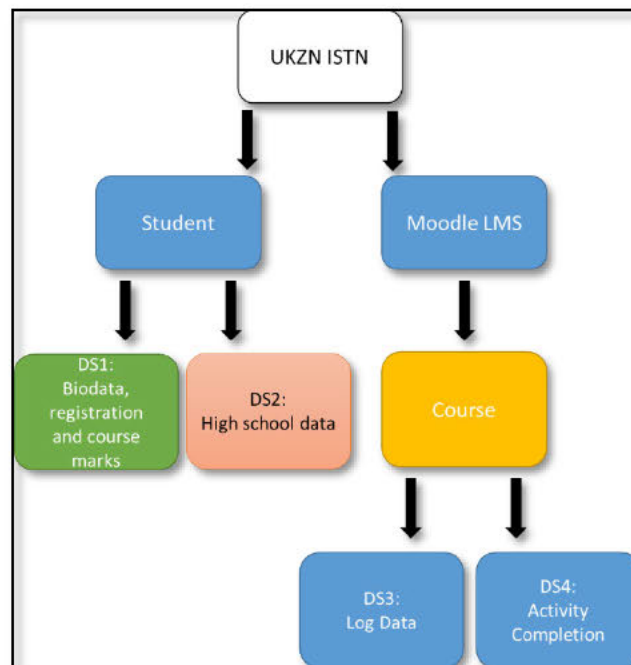 UKZN ISTN
Student
Moodle LMS
DS1:
Biodata,
registration
and course
marks
DS2:
High school data
Course
DS3:
Log Data
DS4:
Activity
Completion